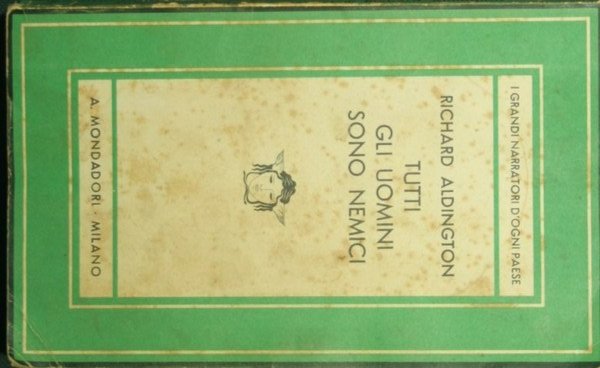 I GRANDI NARRATORI D'OGNI PAESE
RICHARD ALDINGTON
TUTTI
GLI UOMINI
SONO NEMICI
A. MONDADORI · MILANO